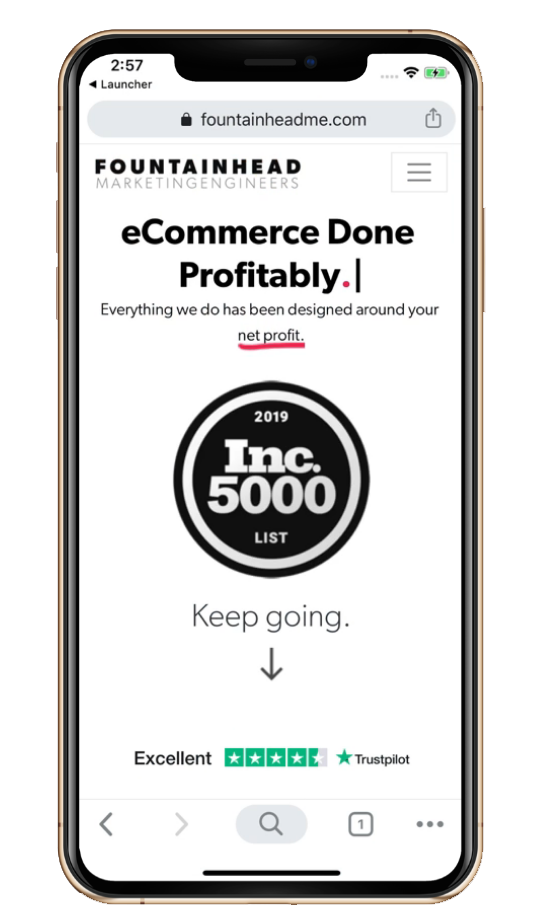 2:57
Launcher
fountainheadme.com
FOUNTAINHEAD
MARKETINGENGINEERS
eCommerce Done
Profitably.
Everything we do has been designed around your
net profit.
2019
Inc.
5000
LIST
Keep going.
Excellent
Trustpilot
1